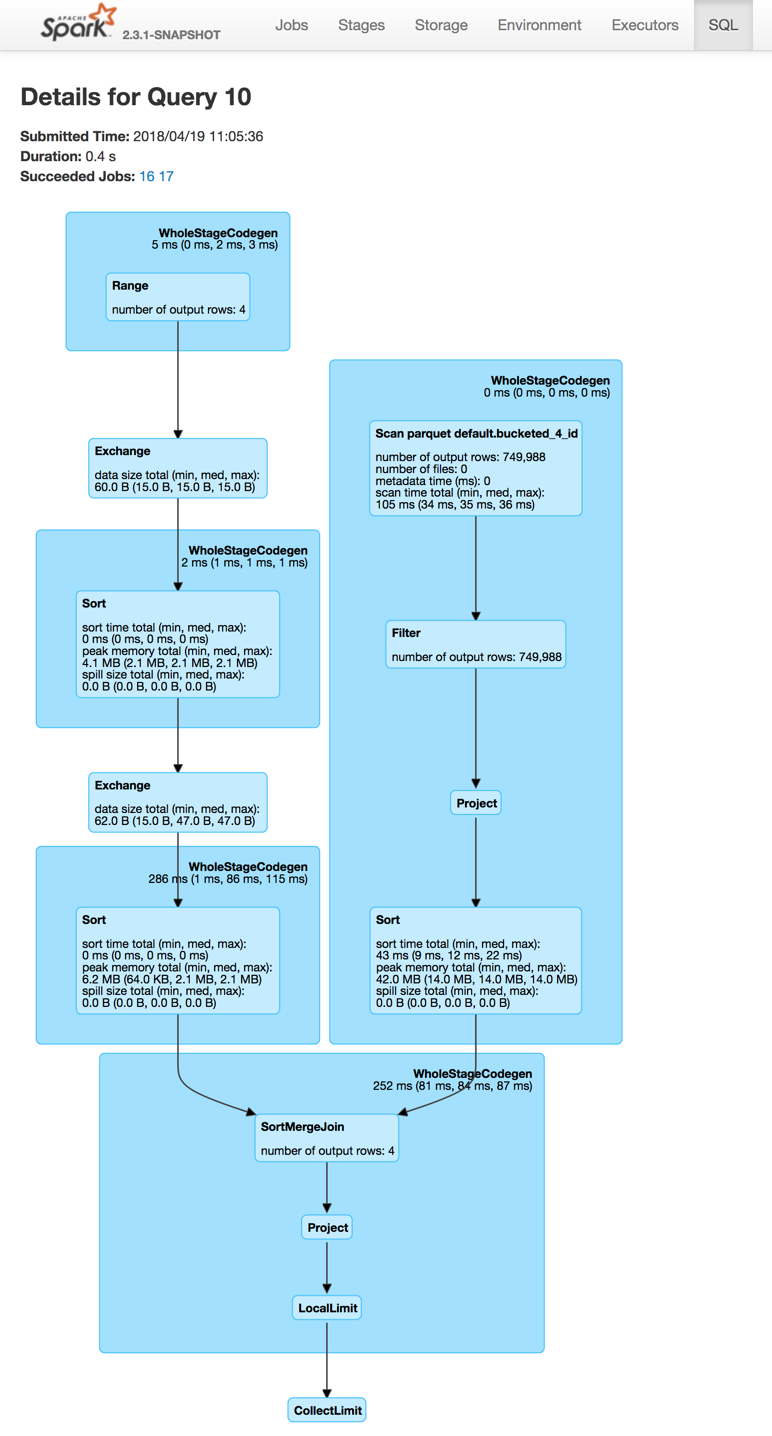 APACHE
Spark
2.3.1-SNAPSHOT
Jobs
Stages
Storage
Environment
Executors
SQL
Details for Query 10
Submitted Time: 2018/04/19 11:05:36
Duration: 0.4 s
Succeeded Jobs: 16 17
WholeStageCodegen
5 ms (0 ms, 2 ms, 3 ms)
Range
number of output rows: 4
Exchange
data size total (min, med, max):
60.0 B (15.0 B, 15.0 B, 15.0 B)
WholeStageCodegen
2 ms (1 ms, 1 ms, 1 ms)
Sort
sort time total (min, med, max):
0 ms (0 ms, 0 ms, 0 ms)
peak memory total (min, med, max):
4.1 MB (2.1 MB, 2.1 MB, 2.1 MB)
spill size total (min, med, max):
0.0 B (0.0 B, 0.0 B, 0.0 B)
Exchange
data size total (min, med, max):
62.0 B (15.0 B, 47.0 B, 47.0 B)
WholeStageCodegen
286 ms (1 ms, 86 ms, 115 ms)
Sort
sort time total (min, med, max):
0 ms (0 ms, 0 ms, 0 ms)
peak memory total (min, med, max):
6.2 MB (64.0 KB, 2.1 MB, 2.1 MB)
spill size total (min, med, max):
0.0 B (0.0 B, 0.0 B, 0.0 B)
WholeStageCodegen
0 ms (0 ms, 0 ms, 0 ms)
Scan parquet default.bucketed_4_id
number of output rows: 749,988
number of files: 0
metadata time (ms): 0
scan time total (min, med, max):
105 ms (34 ms, 35 ms, 36 ms)
Filter
number of output rows: 749,988
Project
Sort
sort time total (min, med, max):
43 ms (9 ms, 12 ms, 22 ms)
peak memory total (min, med, max):
42.0 MB (14.0 MB, 14.0 MB, 14.0 MB)
spill size total (min, med, max):
0.0 B (0.0 B, 0.0 B, 0.0 B)
WholeStageCodegen
252 ms (81 ms, 84 ms, 87 ms)
SortMergeJoin
number of output rows: 4
Project
LocalLimit
CollectLimit